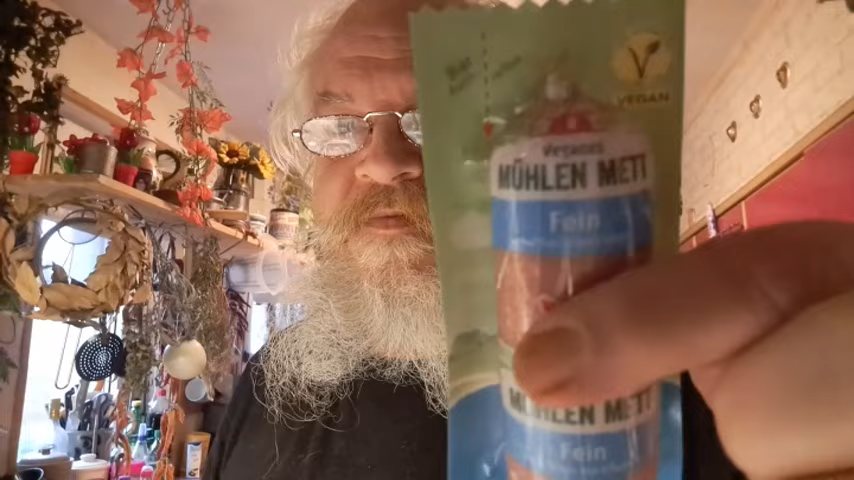 VEGAN
Veganes
MÜHLEN METT
Fein
MÜHLEN METT
Fein